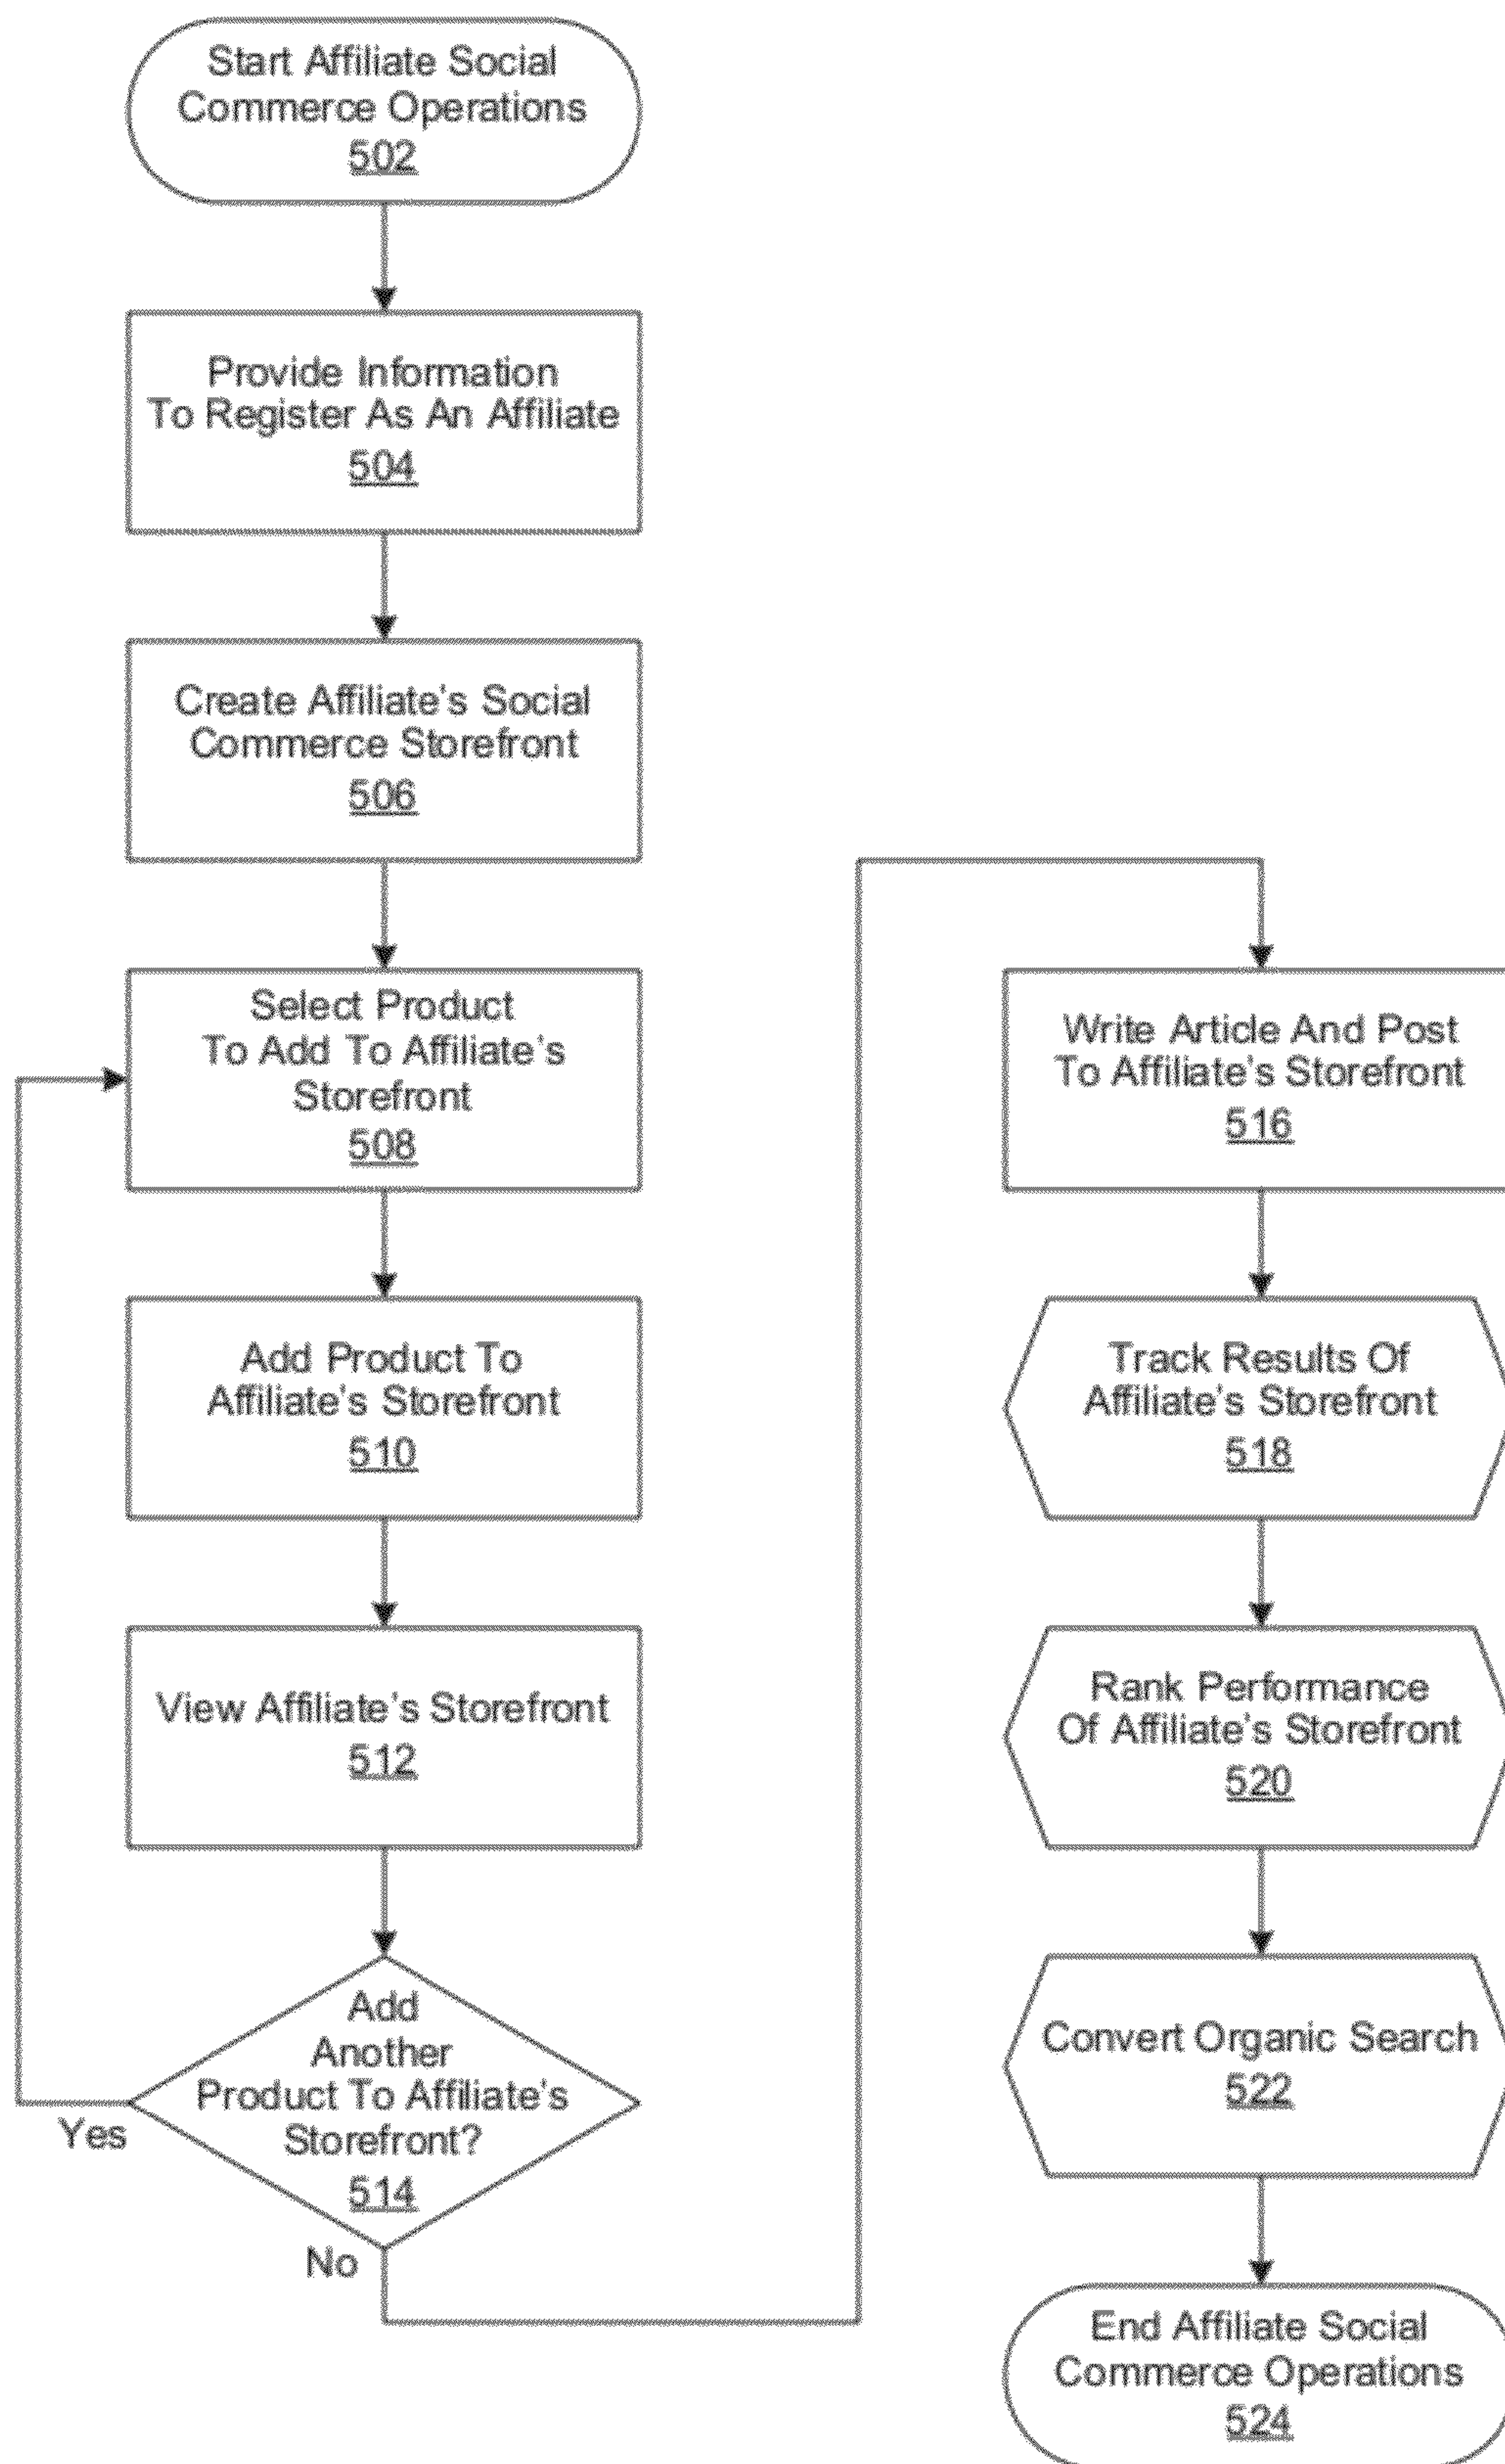 Start Affiliate Social
Commerce Operations
502
Provide Information
To Register As An Affiliate
504
Create Affiliate's Social
Commerce Storefront
506
Select Product
To Add To Affiliate's
Storefront
508
Add Product To
Affiliate's Storefront
510
View Affiliate's Storefront
512
Add
Another
Product To Affiliate's
Storefront?
514
Yes
No
Write Article And Post
To Affiliate's Storefront
516
Track Results Of
Affiliate's Storefront
518
Rank Performance
Of Affiliate's Storefront
520
Convert Organic Search
522
End Affiliate Social
Commerce Operations
524